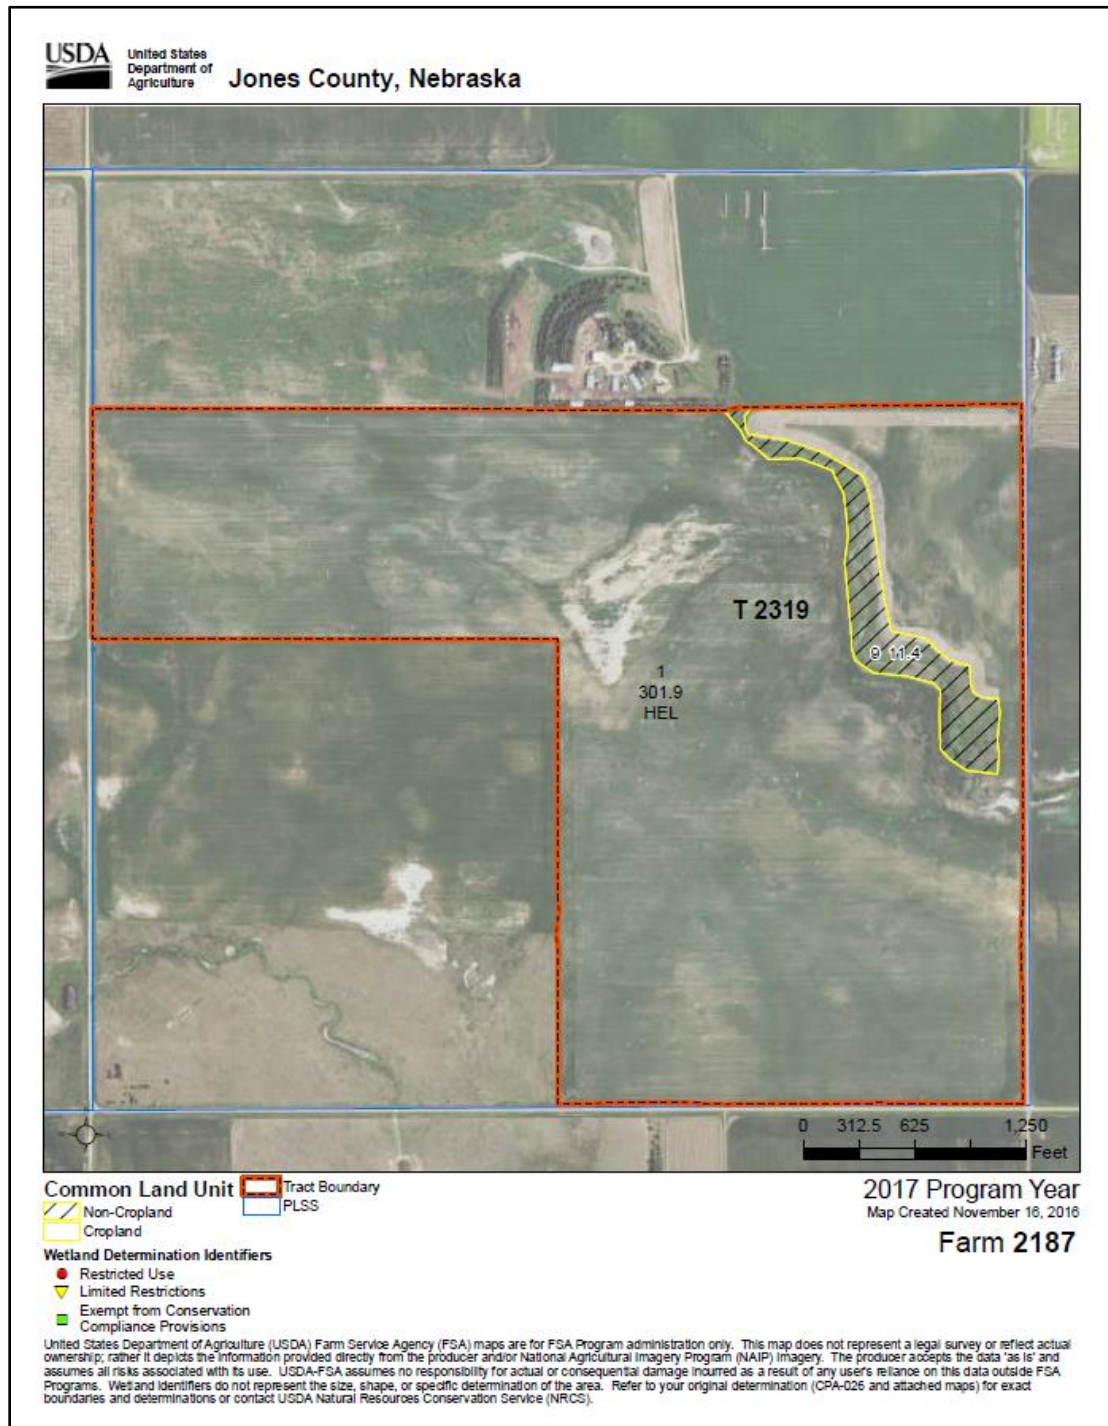 USDA
United States
Department of
Agriculture
Jones County, Nebraska
T 2319
9 11.4
1
301.9
HEL
0 312.5 625 1,250
Feet
Common Land Unit
Non-Cropland
Cropland
Tract Boundary
PLSS
Wetland Determination Identifiers
Restricted Use
Limited Restrictions
Exempt from Conservation
Compliance Provisions
2017 Program Year
Map Created November 16, 2016
Farm 2187
United States Department of Agriculture (USDA) Farm Service Agency (FSA) maps are for FSA Program administration only. This map does not represent a legal survey or reflect actual
ownership; rather it depicts the information provided directly from the producer and/or National Agricultural Imagery Program (NAIP) imagery. The producer accepts the data 'as is' and
assumes all risks associated with its use. USDA-FSA assumes no responsibility for actual or consequential damage incurred as a result of any user's reliance on this data outside FSA
Programs. Wetland identifiers do not represent the size, shape, or specific determination of the area. Refer to your original determination (CPA-026 and attached maps) for exact
boundaries and determinations or contact USDA Natural Resources Conservation Service (NRCS).